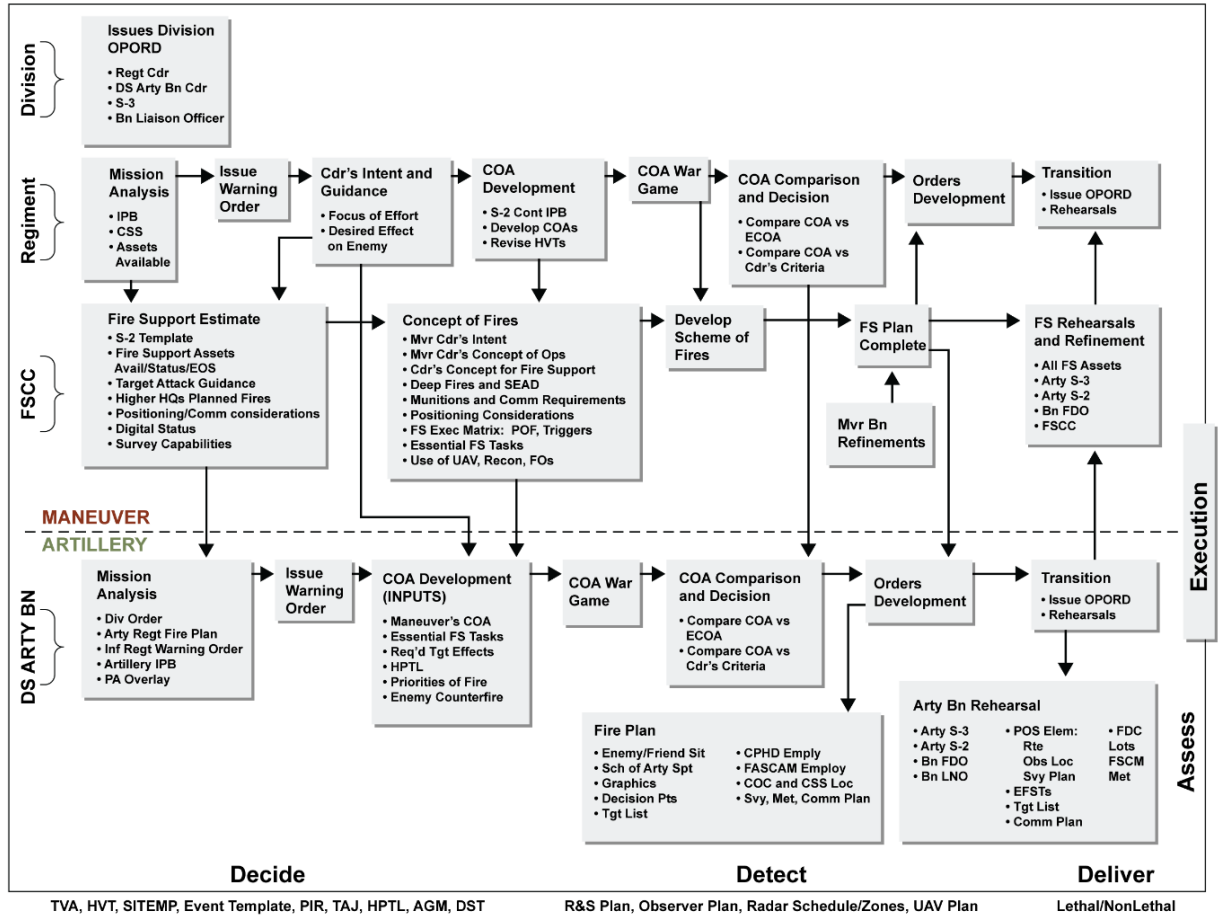 Division
Issues Division
OPORD
• Regt Cdr
• DS Arty Bn Cdr
• S-3
• Bn Liaison Officer
Regiment
Mission
Analysis
• IPB
• CSS
• Assets
Available
Issue
Warning
Order
Cdr's Intent and
Guidance
• Focus of Effort
• Desired Effect
on Enemy
COA
Development
• S-2 Cont IPB
• Develop COAs
• Revise HVTs
COA War
Game
COA Comparison
and Decision
• Compare COA vs
ECOA
• Compare COA vs
Cdr's Criteria
Orders
Development
Transition
• Issue OPORD
• Rehearsals
FSCC
Fire Support Estimate
• S-2 Template
• Fire Support Assets
Avail/Status/EOS
• Target Attack Guidance
• Higher HQs Planned Fires
• Positioning/Comm considerations
• Digital Status
• Survey Capabilities
Concept of Fires
• Mvr Cdr's Intent
• Mvr Cdr's Concept of Ops
• Cdr's Concept for Fire Support
• Deep Fires and SEAD
• Munitions and Comm Requirements
• Positioning Considerations
• FS Exec Matrix: POF, Triggers
• Essential FS Tasks
• Use of UAV, Recon, FOs
Develop
Scheme of
Fires
FS Plan
Complete
Mvr Bn
Refinements
FS Rehearsals
and Refinement
• All FS Assets
• Arty S-3
• Arty S-2
• Bn FDO
• FSCC
MANEUVER
ARTILLERY
DS ARTY BN
Mission
Analysis
• Div Order
• Arty Regt Fire Plan
• Inf Regt Warning Order
• Artillery IPB
• PA Overlay
Issue
Warning
Order
COA Development
(INPUTS)
• Maneuver's COA
• Essential FS Tasks
• Req'd Tgt Effects
• HPTL
• Priorities of Fire
• Enemy Counterfire
COA War
Game
COA Comparison
and Decision
• Compare COA vs
ECOA
• Compare COA vs
Cdr's Criteria
Orders
Development
Transition
• Issue OPORD
• Rehearsals
Fire Plan
• Enemy/Friend Sit
• Sch of Arty Spt
• Graphics
• Decision Pts
• Tgt List
• CPHD Emply
• FASCAM Employ
• COC and CSS Loc
• Svy, Met, Comm Plan
Arty Bn Rehearsal
• Arty S-3
• Arty S-2
• Bn FDO
• Bn LNO
• POS Elem:
Rte
Obs Loc
Svy Plan
• EFSTs
• Tgt List
• Comm Plan
• FDC
Lots
FSCM
Met
Execution
Assess
Decide
Detect
Deliver
TVA, HVT, SITEMP, Event Template, PIR, TAJ, HPTL, AGM, DST
R&S Plan, Observer Plan, Radar Schedule/Zones, UAV Plan
Lethal/NonLethal